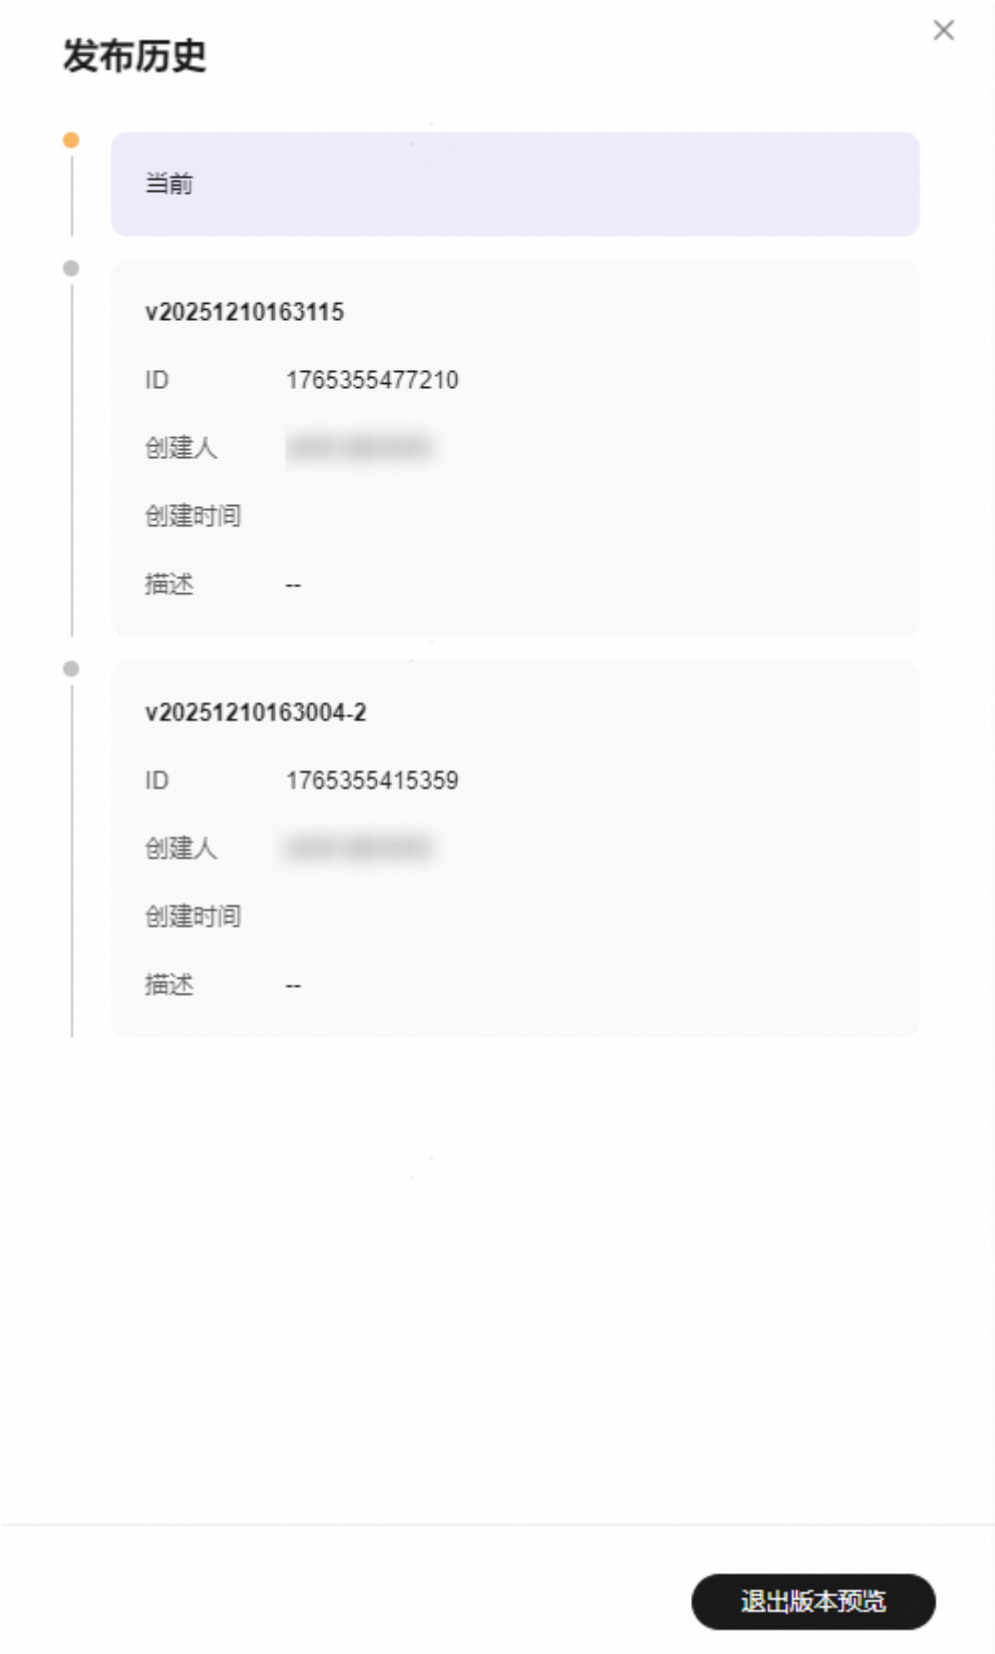 发布历史
当前
v20251210163115
ID 1765355477210
创建人
创建时间
描述 --
v20251210163004-2
ID 1765355415359
创建人
创建时间
描述 --
退出版本预览